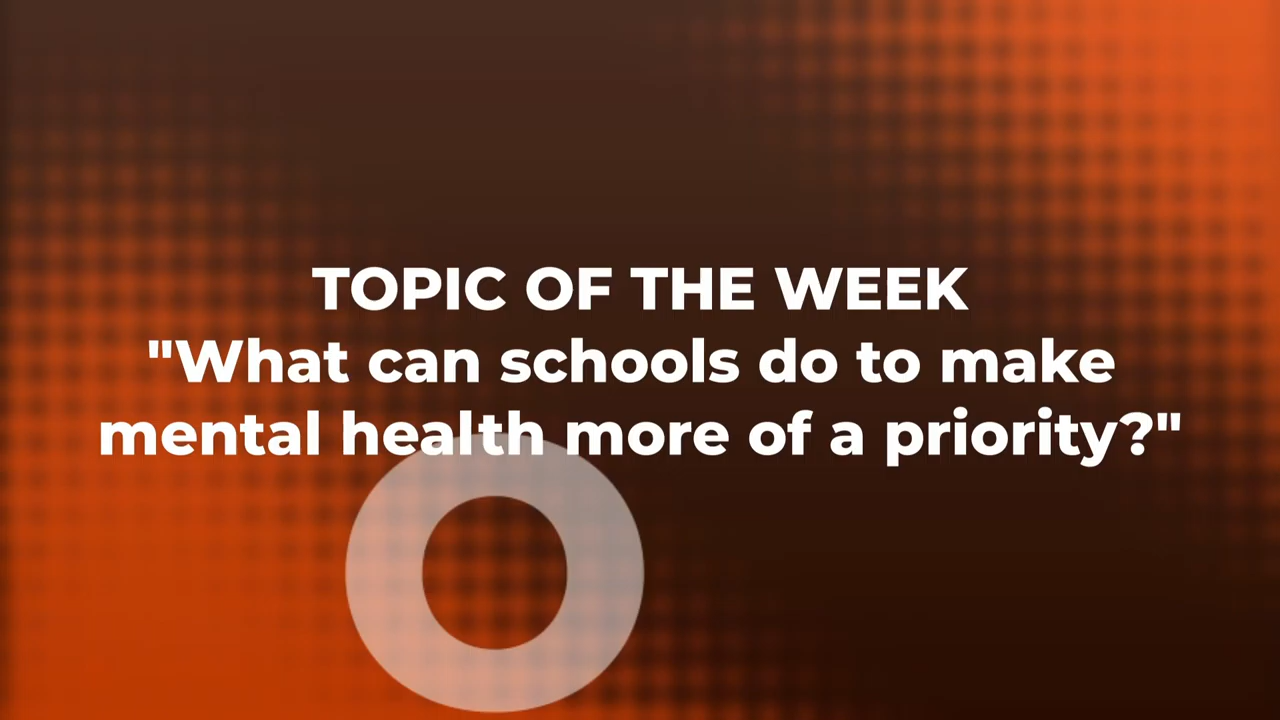 TOPIC OF THE WEEK
"What can schools do to make
mental health more of a priority?"
O